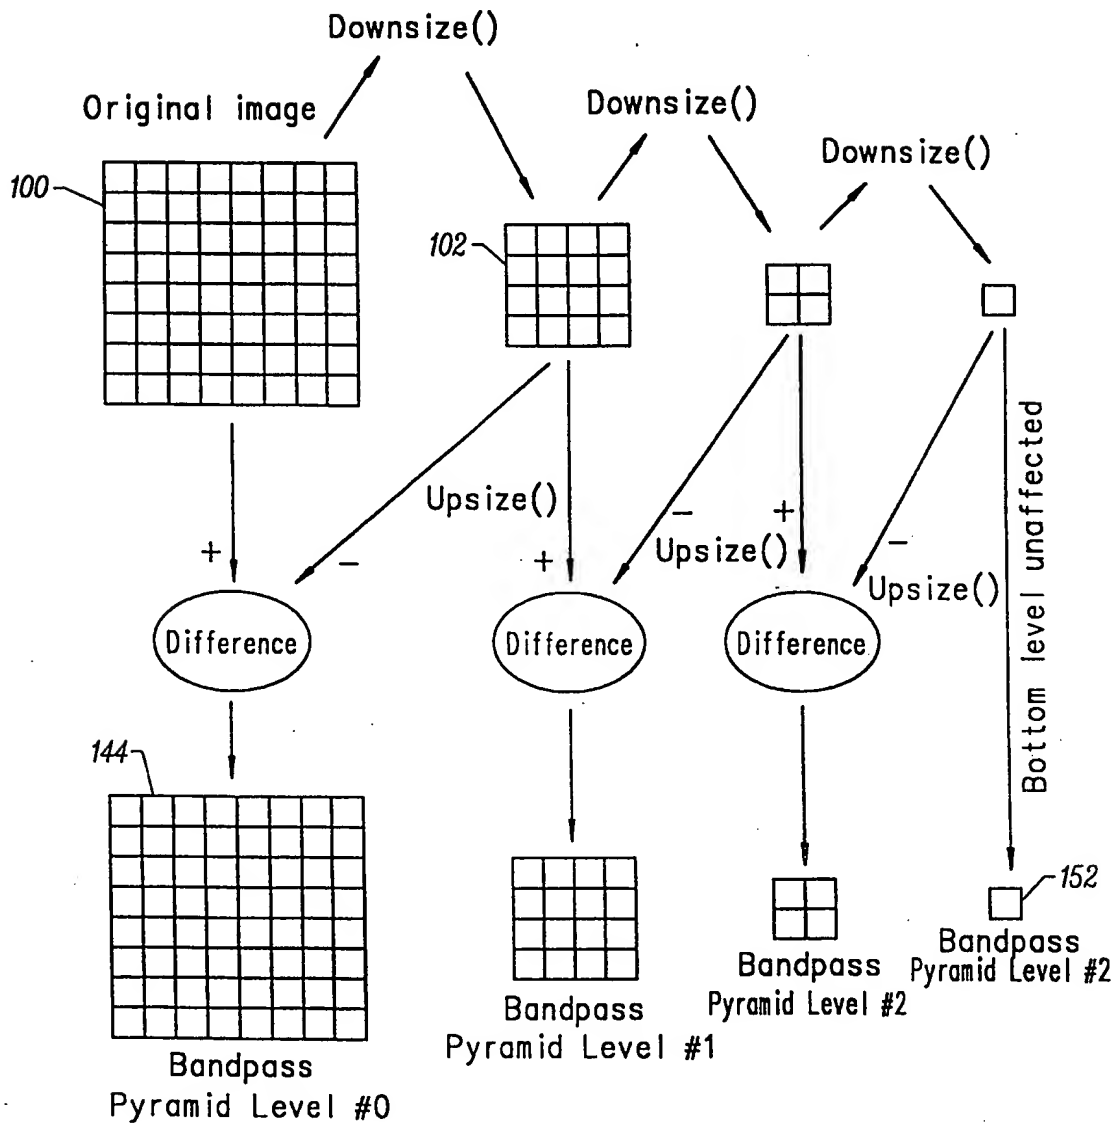 Downsize()
Original image
Downsize()
Downsize()
100
102
Upsize()
+
-
+
-
Upsize()
+
-
Upsize()
Bottom level unaffected
Difference
Difference
Difference
144
152
Bandpass
Pyramid Level #0
Bandpass
Pyramid Level #1
Bandpass
Pyramid Level #2
Bandpass
Pyramid Level #2